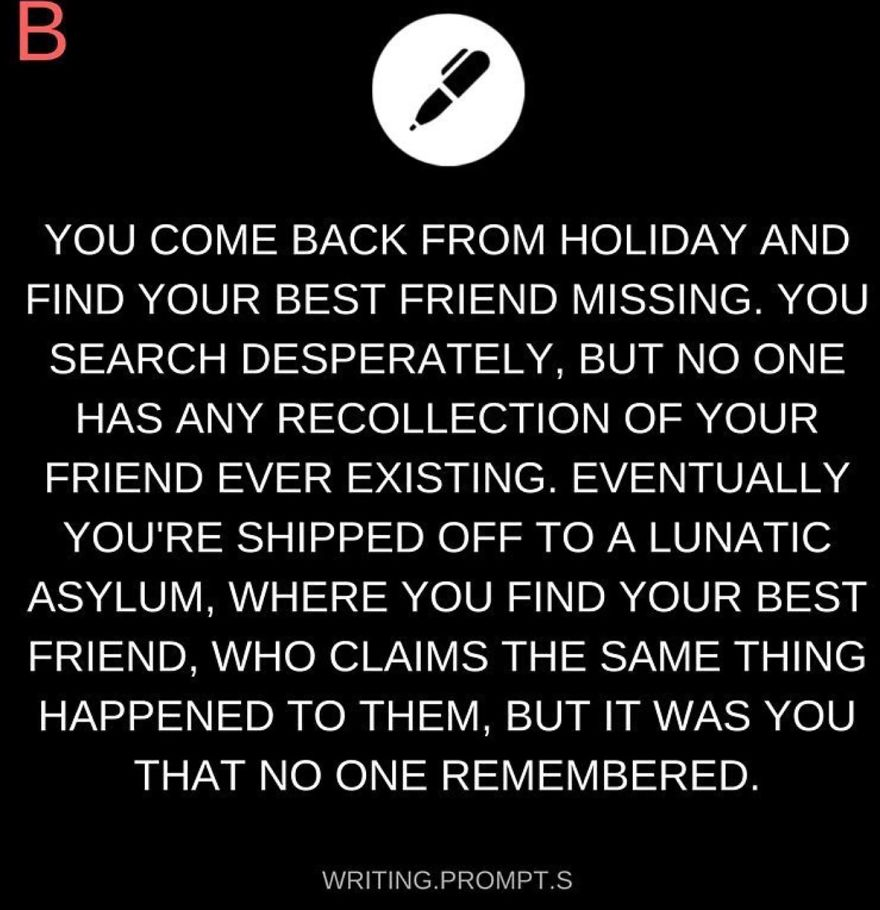 B
YOU COME BACK FROM HOLIDAY AND
FIND YOUR BEST FRIEND MISSING. YOU
SEARCH DESPERATELY, BUT NO ONE
HAS ANY RECOLLECTION OF YOUR
FRIEND EVER EXISTING. EVENTUALLY
YOU'RE SHIPPED OFF TO A LUNATIC
ASYLUM, WHERE YOU FIND YOUR BEST
FRIEND, WHO CLAIMS THE SAME THING
HAPPENED TO THEM, BUT IT WAS YOU
THAT NO ONE REMEMBERED.
WRITING.PROMPT.S